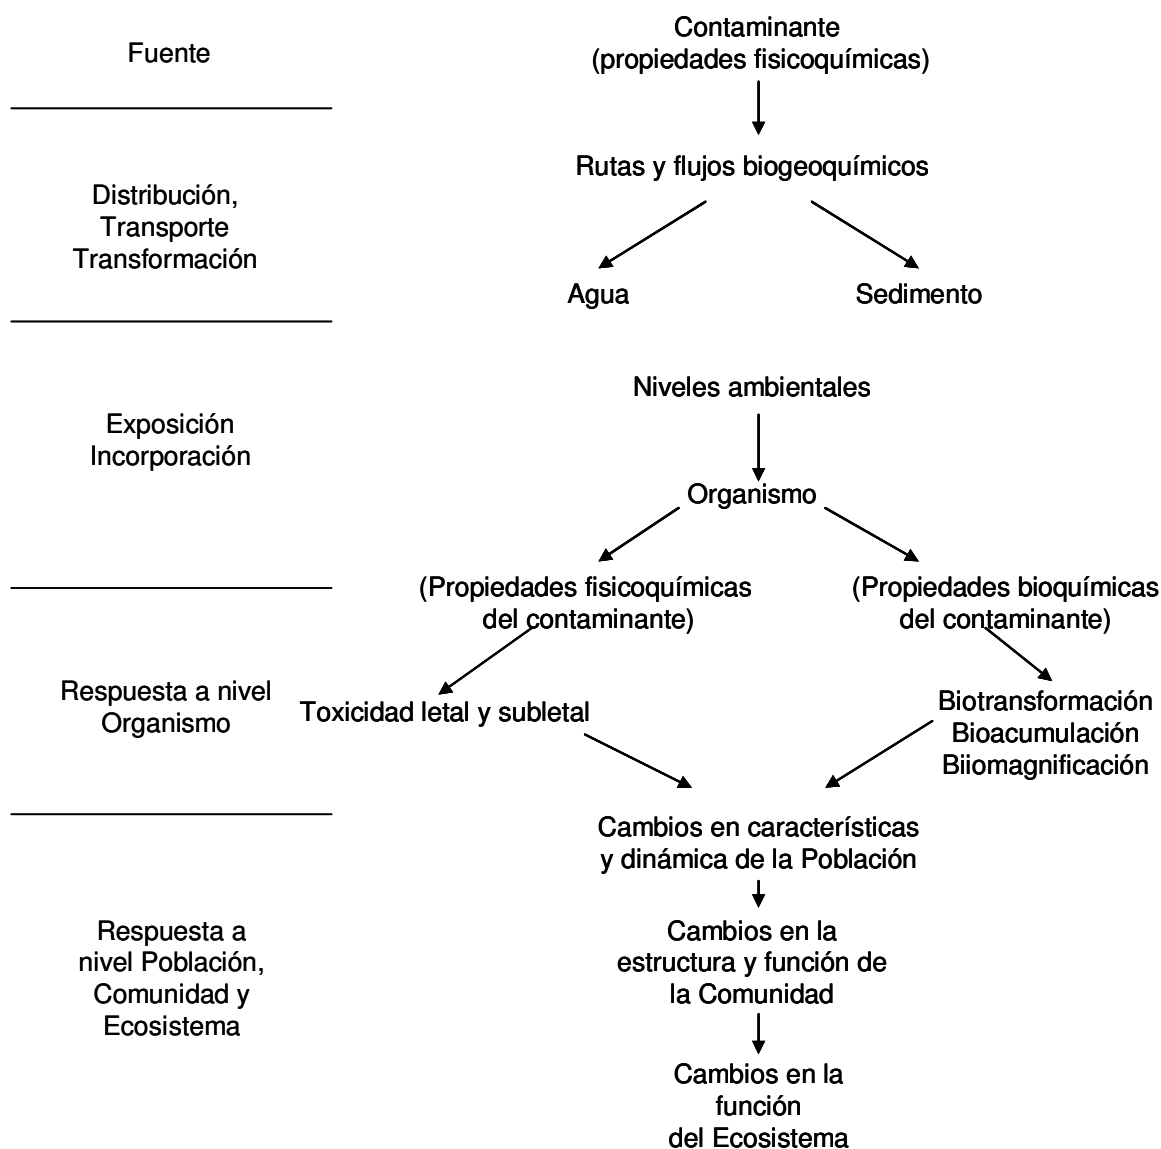 Fuente
Contaminante
(propiedades fisicoquímicas)
Distribución,
Transporte
Transformación
Rutas y flujos biogeoquímicos
Agua
Sedimento
Exposición
Incorporación
Niveles ambientales
Organismo
(Propiedades fisicoquímicas
del contaminante)
(Propiedades bioquímicas
del contaminante)
Respuesta a nivel
Organismo
Toxicidad letal y subletal
Biotransformación
Bioacumulación
Biiomagnificación
Respuesta a
nivel Población,
Comunidad y
Ecosistema
Cambios en características
y dinámica de la Población
Cambios en la
estructura y función de
la Comunidad
Cambios en la
función
del Ecosistema